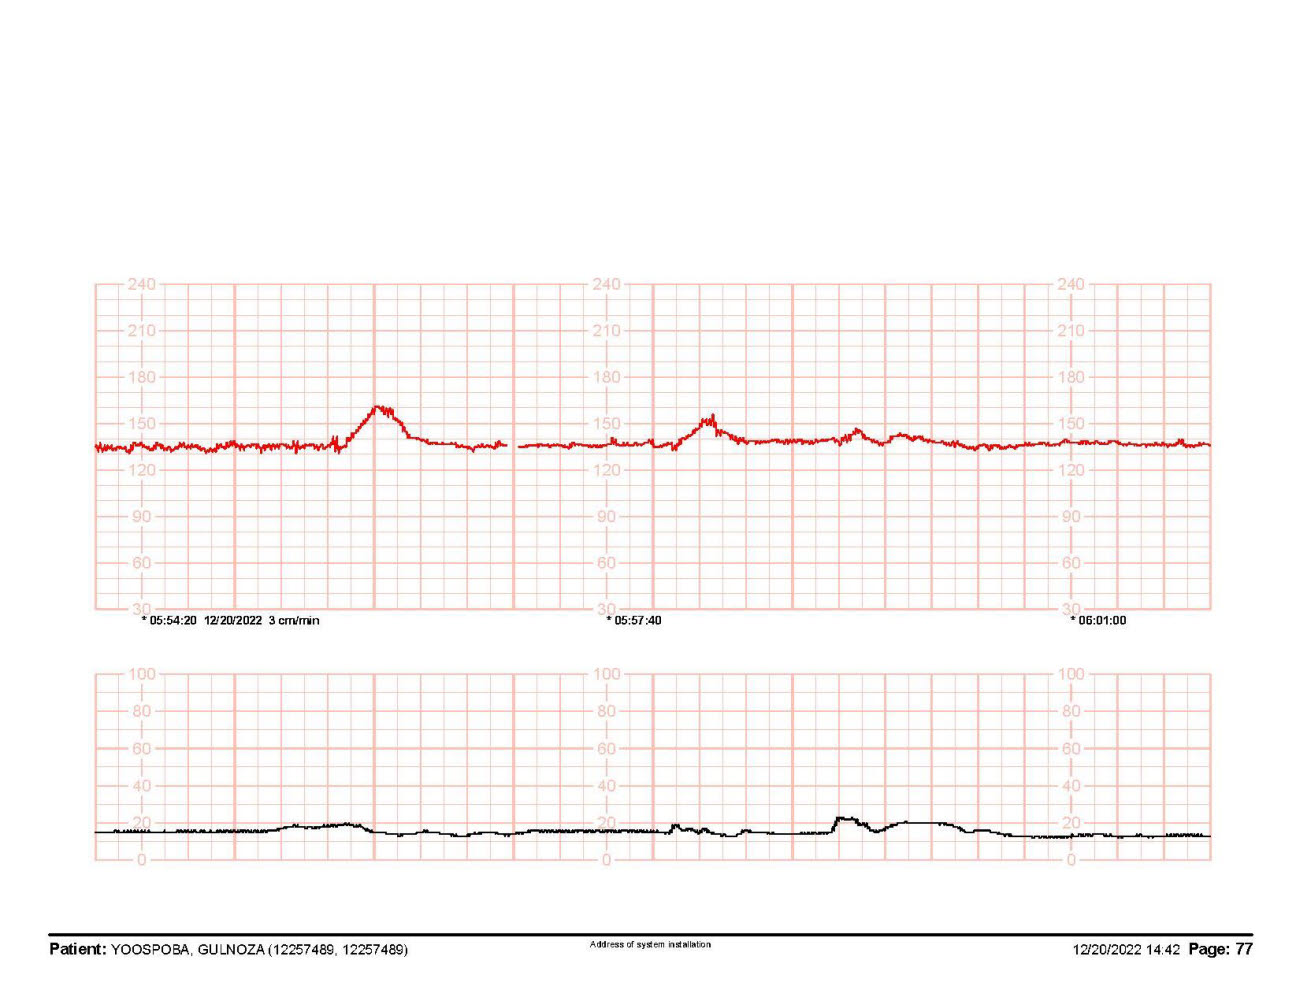 240 240 240
210 210 210
180 180 180
150 150 150
120 120 120
90 90 90
60 60 60
30 30 30
* 05:54:20 12/20/2022 3 cm/min * 05:57:40 * 06:01:00
100 100 100
80 80 80
60 60 60
40 40 40
20 20 20
0 0 0
Patient: YOOSPOBA, GULNOZA (12257489, 12257489) Address of system installation 12/20/2022 14:42 Page: 77